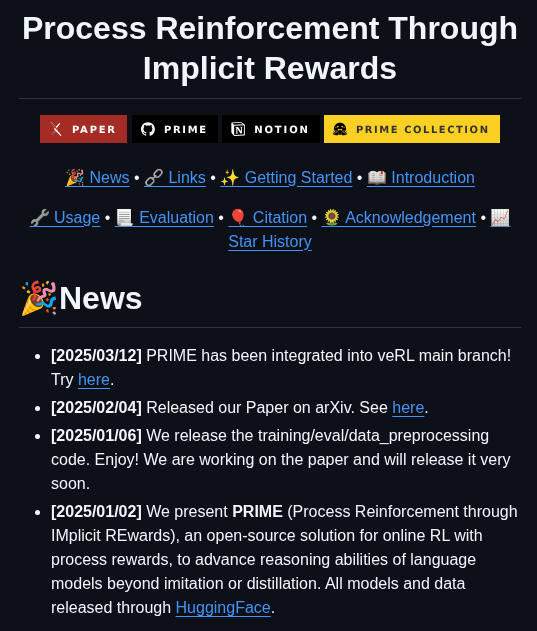 Process Reinforcement Through
Implicit Rewards
PAPER PRIME NOTION PRIME COLLECTION
🎉 News • 🔗 Links • ✨ Getting Started • 📖 Introduction
🔧 Usage • 📃 Evaluation • 🎈 Citation • 🌻 Acknowledgement • 📈
Star History
🎉News
• [2025/03/12] PRIME has been integrated into veRL main branch!
Try here.
• [2025/02/04] Released our Paper on arXiv. See here.
• [2025/01/06] We release the training/eval/data_preprocessing
code. Enjoy! We are working on the paper and will release it very
soon.
• [2025/01/02] We present PRIME (Process Reinforcement through
IMplicit REwards), an open-source solution for online RL with
process rewards, to advance reasoning abilities of language
models beyond imitation or distillation. All models and data
released through HuggingFace.